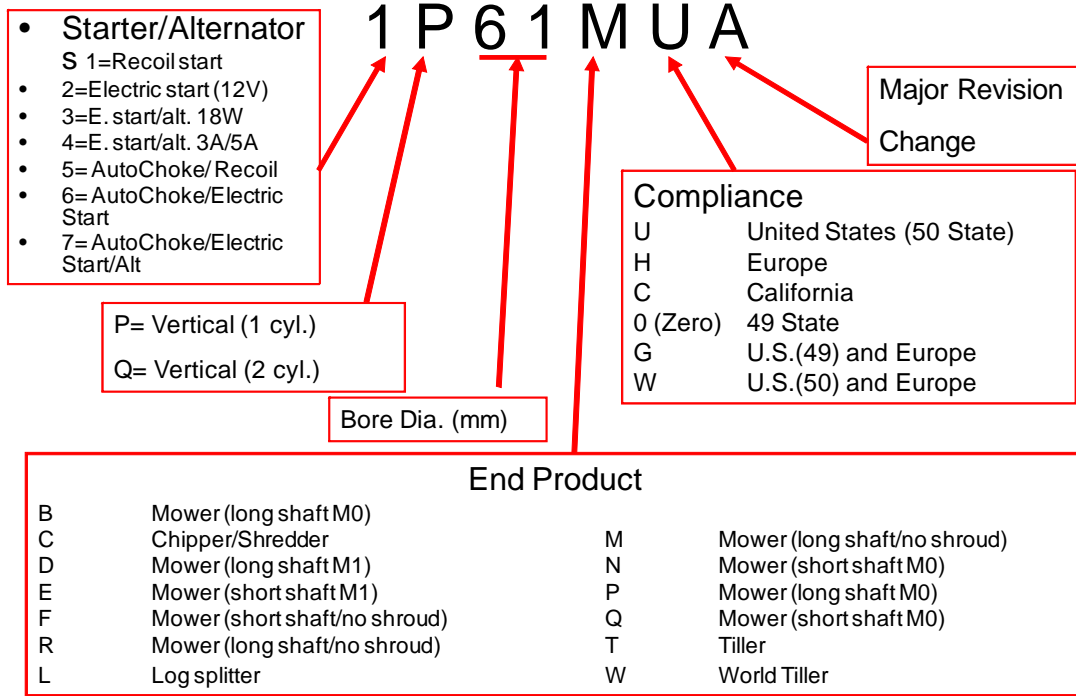 1 P 6 1 M U A
• Starter/Alternator
S 1=Recoil start
• 2=Electric start (12V)
• 3=E. start/alt. 18W
• 4=E. start/alt. 3A/5A
• 5= AutoChoke/ Recoil
• 6= AutoChoke/Electric
Start
• 7= AutoChoke/Electric
Start/Alt
Major Revision
Change
Compliance
U United States (50 State)
H Europe
C California
0 (Zero) 49 State
G U.S.(49) and Europe
W U.S.(50) and Europe
P= Vertical (1 cyl.)
Q= Vertical (2 cyl.)
Bore Dia. (mm)
End Product
B Mower (long shaft M0)
C Chipper/Shredder
D Mower (long shaft M1)
E Mower (short shaft M1)
F Mower (short shaft/no shroud)
R Mower (long shaft/no shroud)
L Log splitter
M Mower (long shaft/no shroud)
N Mower (short shaft M0)
P Mower (long shaft M0)
Q Mower (short shaft M0)
T Tiller
W World Tiller